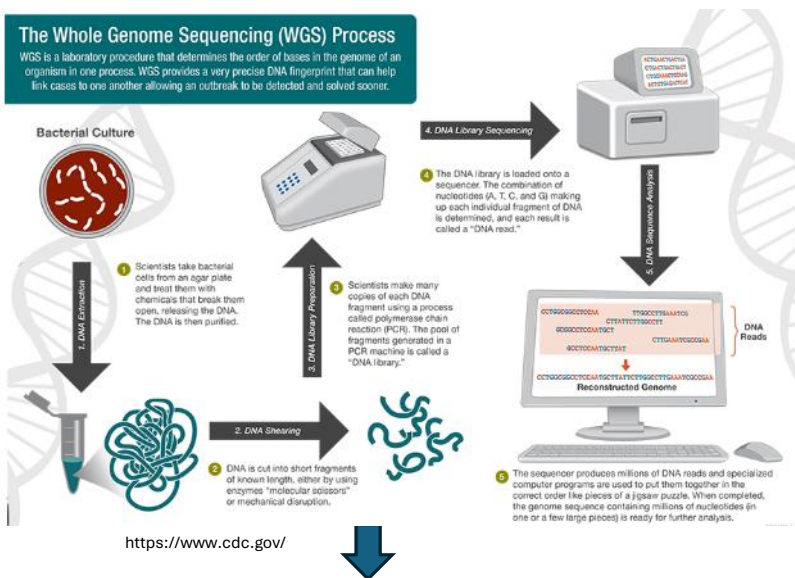 The Whole Genome Sequencing (WGS) Process
WGS is a laboratory procedure that determines the order of bases in the genome of an
organism in one process. WGS provides a very precise DNA fingerprint that can help
link cases to one another allowing an outbreak to be detected and solved sooner.
Bacterial Culture
1. DNA Extraction
1 Scientists take bacterial
cells from an agar plate
and treat them with
chemicals that break them
open, releasing the DNA.
The DNA is then purified.
2. DNA Shearing
2 DNA is cut into short fragments
of known length, either by using
enzymes “molecular scissors”
or mechanical disruption.
3. DNA Library Preparation
3 Scientists make many
copies of each DNA
fragment using a process
called polymerase chain
reaction (PCR). The pool of
fragments generated in a
PCR machine is called a
“DNA library.”
4. DNA Library Sequencing
4 The DNA library is loaded onto a
sequencer. The combination of
nucleotides (A, T, C, and G) making
up each individual fragment of DNA
is determined, and each result is
called a “DNA read.”
5. DNA Sequence Analysis
CCTGGCGGCCTCCAA
TTGGCCTTGAAATCG
CTTATTCTTGGCCTT
GCGGCCTCCAATGCT
CTTGAAATCGCCGAA
GCCTCCAATGCTTAT
DNA
Reads
CCTGGCGGCCTCCAATGCTTATTCTTGGCCTTGAAATCGCCGAA
Reconstructed Genome
5 The sequencer produces millions of DNA reads and specialized
computer programs are used to put them together in the
correct order like pieces of a jigsaw puzzle. When completed,
the genome sequence containing millions of nucleotides (in
one or a few large pieces) is ready for further analysis.
https://www.cdc.gov/